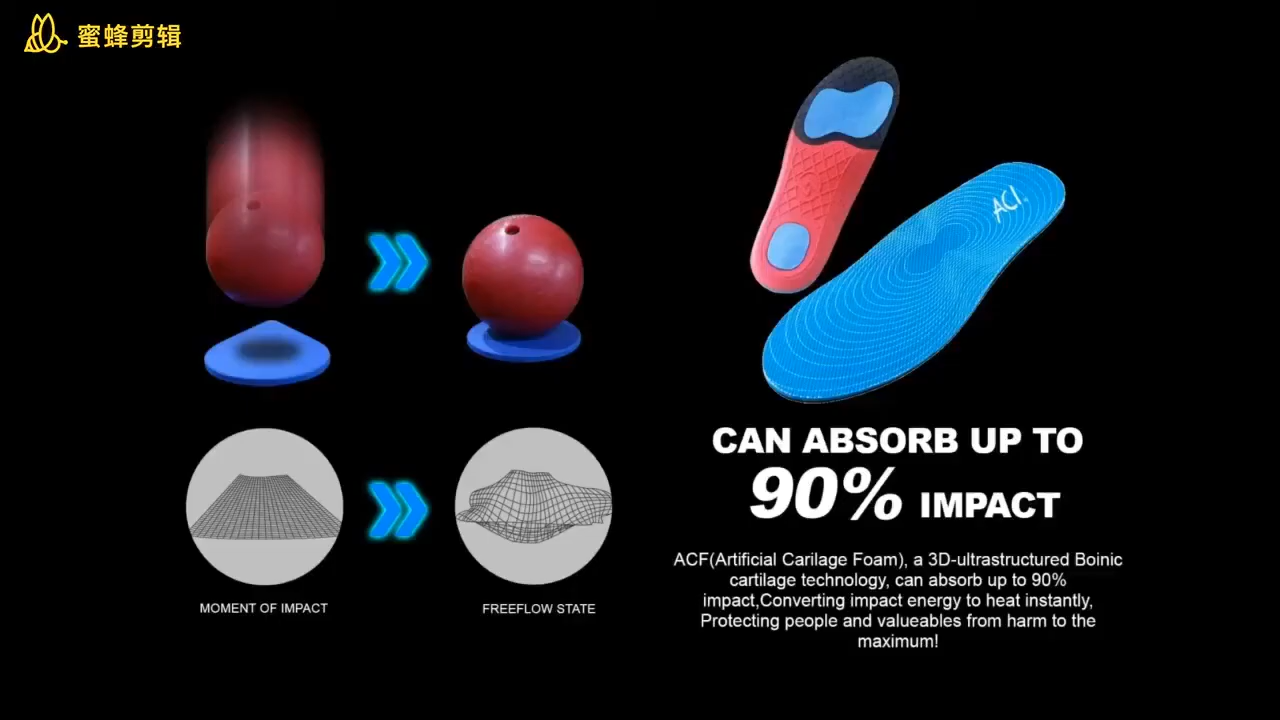 蜜蜂剪辑
ACI
CAN ABSORB UP TO
90% IMPACT
ACF(Artificial Carilage Foam), a 3D-ultrastructured Boinic
cartilage technology, can absorb up to 90%
impact,Converting impact energy to heat instantly,
Protecting people and valueables from harm to the
maximum!
MOMENT OF IMPACT
FREEFLOW STATE